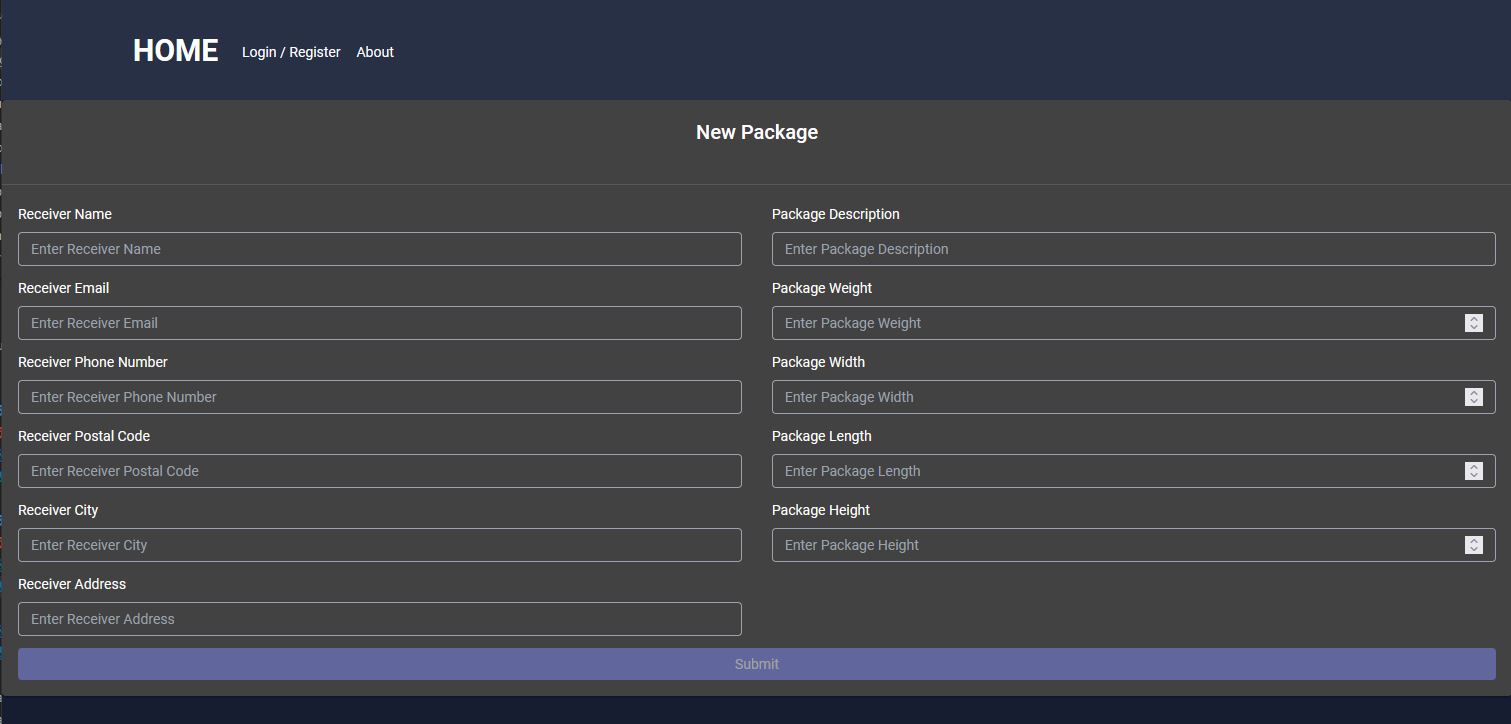 HOME Login / Register About
New Package
Receiver Name
Enter Receiver Name
Receiver Email
Enter Receiver Email
Receiver Phone Number
Enter Receiver Phone Number
Receiver Postal Code
Enter Receiver Postal Code
Receiver City
Enter Receiver City
Receiver Address
Enter Receiver Address
Package Description
Enter Package Description
Package Weight
Enter Package Weight
Package Width
Enter Package Width
Package Length
Enter Package Length
Package Height
Enter Package Height
Submit